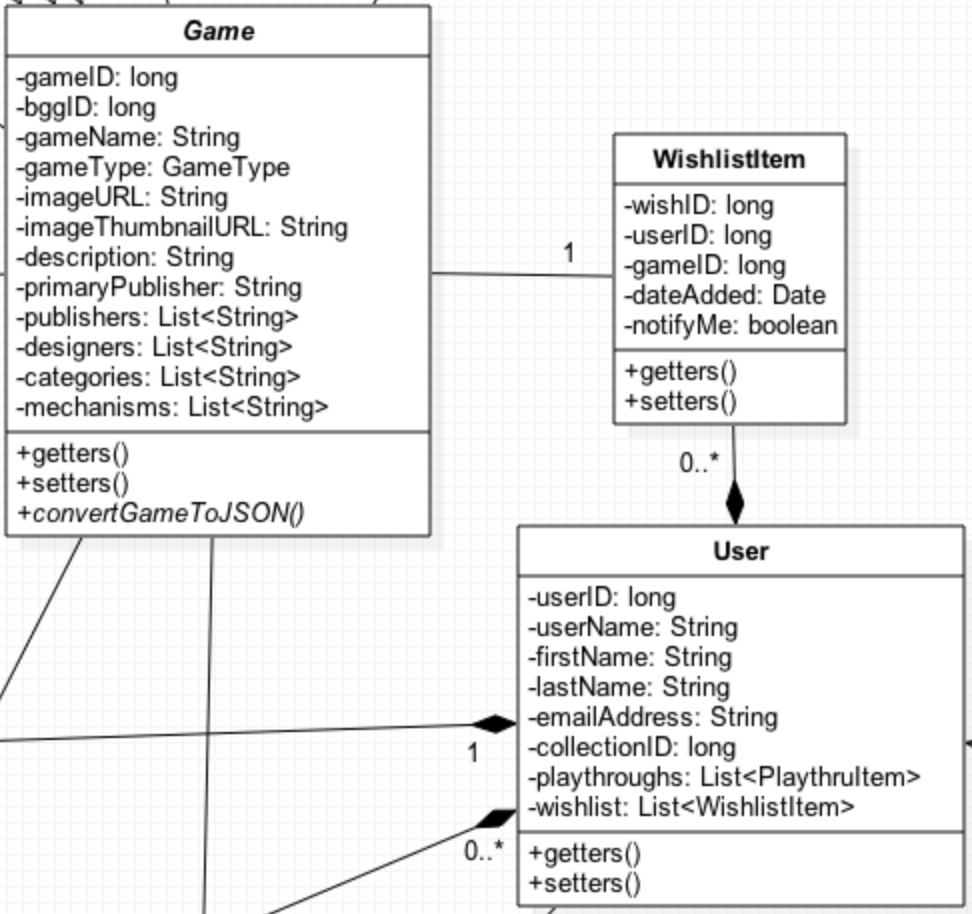 Game
-gameID: long
-bggID: long
-gameName: String
-gameType: GameType
-imageURL: String
-imageThumbnailURL: String
-description: String
-primaryPublisher: String
-publishers: List<String>
-designers: List<String>
-categories: List<String>
-mechanisms: List<String>
+getters()
+setters()
+convertGameToJSON()
1
WishlistItem
-wishID: long
-userID: long
-gameID: long
-dateAdded: Date
-notifyMe: boolean
+getters()
+setters()
0..*
User
-userID: long
-userName: String
-firstName: String
-lastName: String
-emailAddress: String
-collectionID: long
-playthroughs: List<PlaythruItem>
-wishlist: List<WishlistItem>
+getters()
+setters()
1
0..*